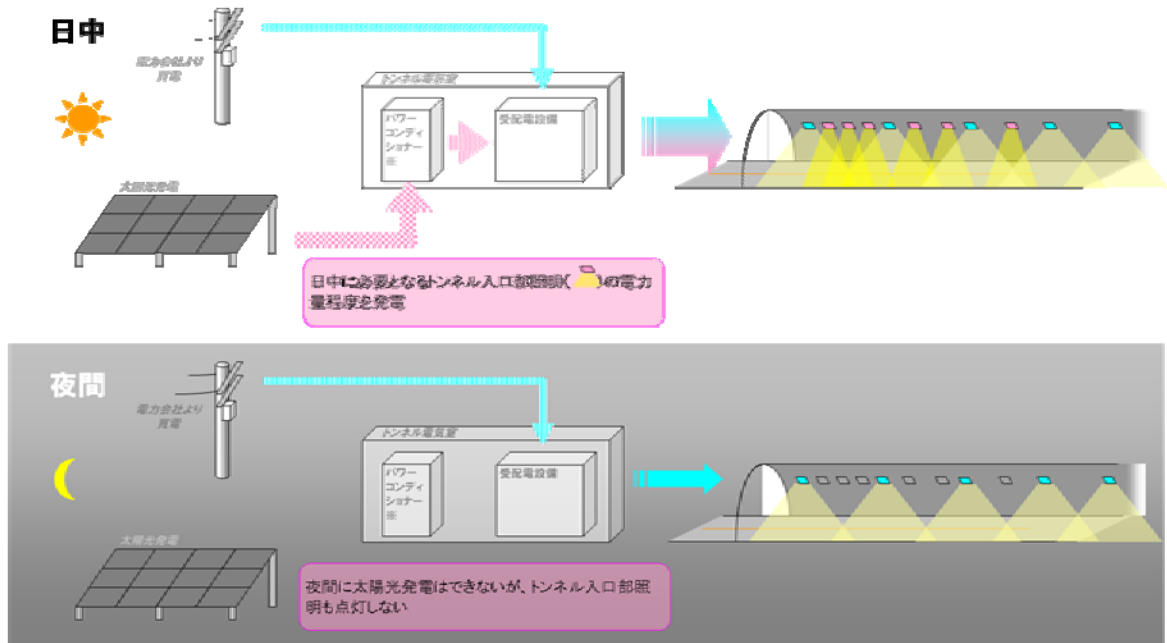 日中
電力会社より
買電
トンネル電気室
パワー
コンディ
ショナー
※
受配電設備
太陽光発電
日中に必要となるトンネル入口部照明( )の電力
量程度を発電
夜間
電力会社より
買電
トンネル電気室
パワー
コンディ
ショナー
※
受配電設備
太陽光発電
夜間に太陽光発電はできないが、トンネル入口部照
明も点灯しない